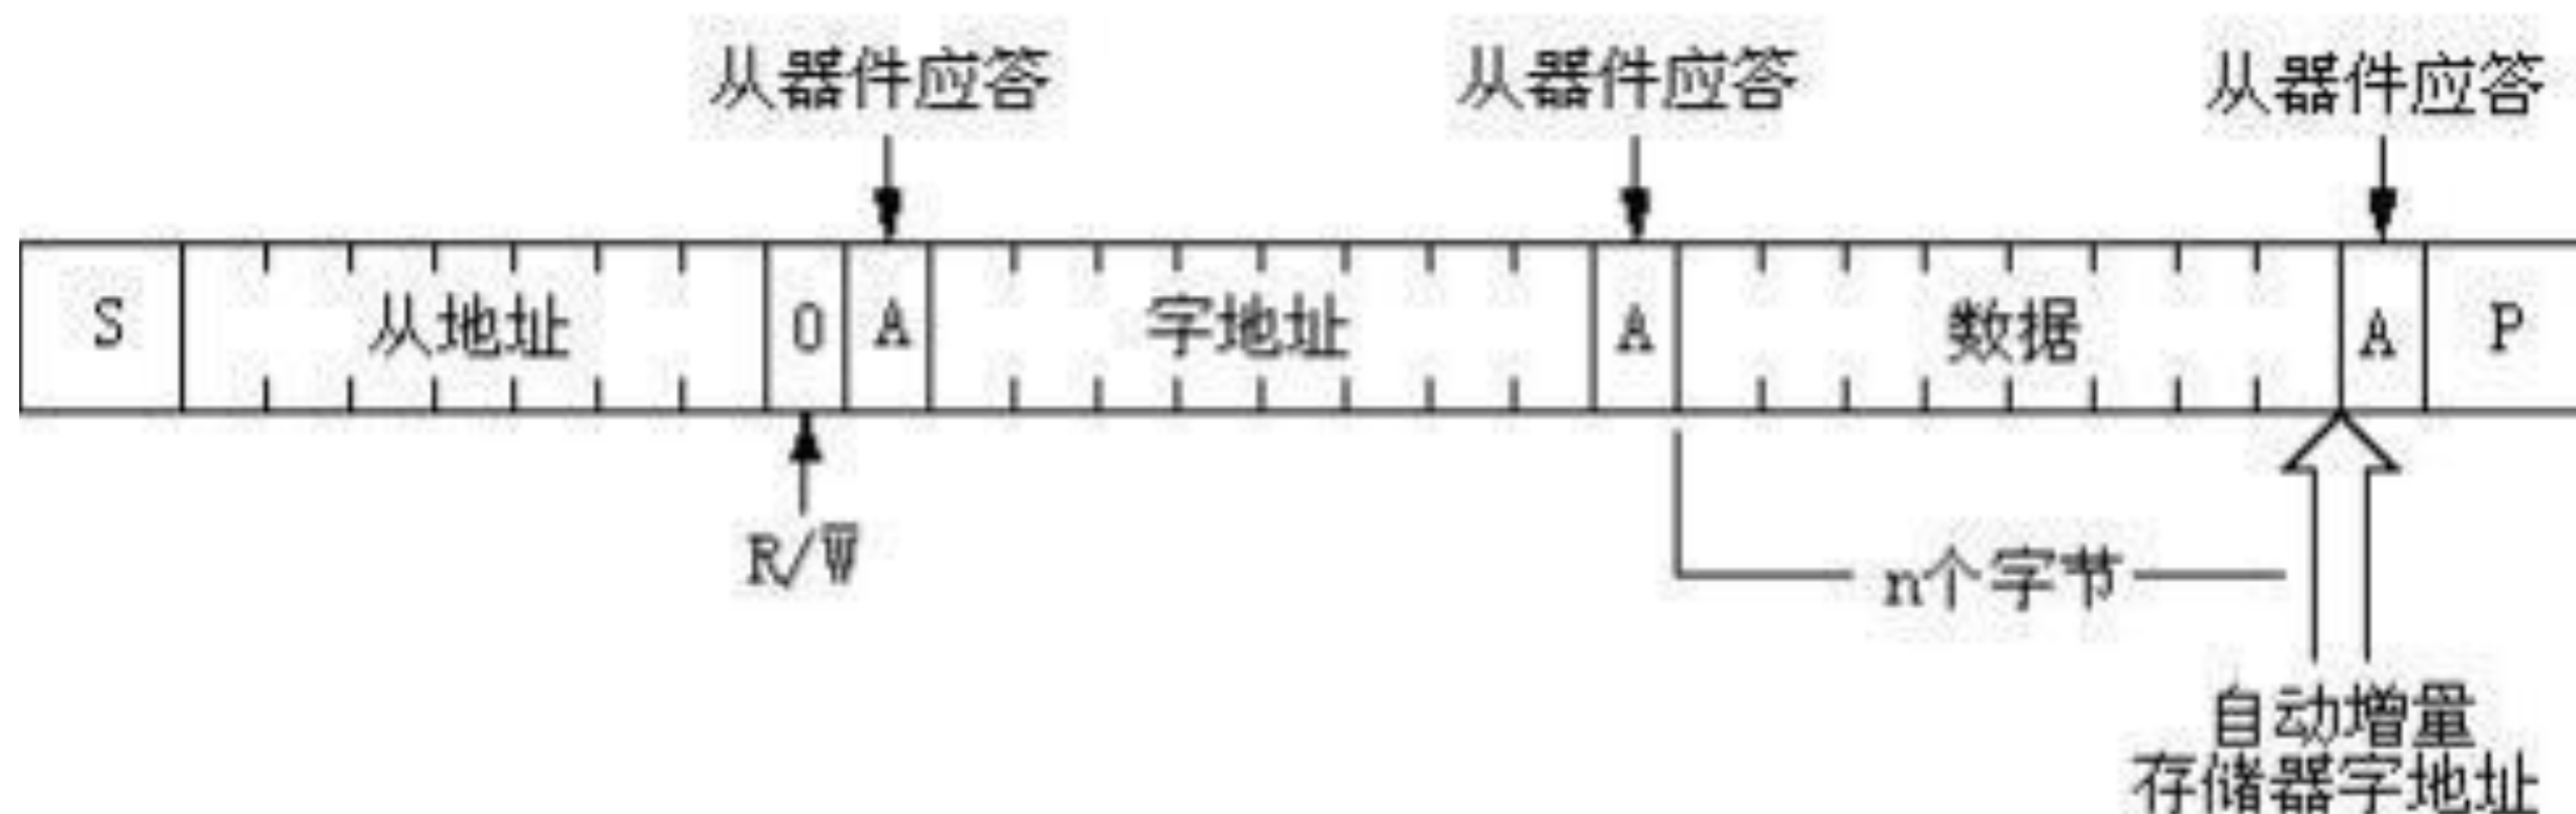 从器件应答 从器件应答 从器件应答
S 从地址 0 A 字地址 A 数据 A P
R/W̅
n个字节
自动增量
存储器字地址